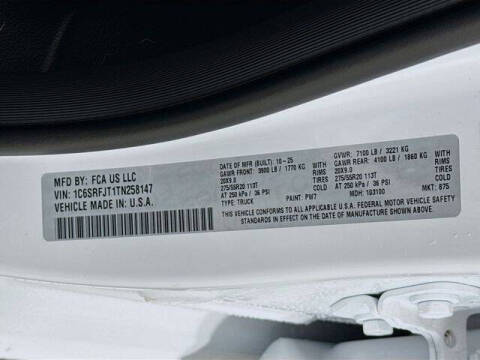 MFD BY: FCA US LLC
VIN: 1C6SRFJT1TN258147
VEHICLE MADE IN: U.S.A.
DATE OF MFR (BUILT): 10-25
GAWR FRONT: 3900 LB / 1770 KG
20X9.0 RIMS WITH
275/55R20 113T TIRES
AT 250 kPa / 36 PSI COLD
TYPE: TRUCK
PAINT: PW7
GVWR: 7100 LB / 3221 KG
GAWR REAR: 4100 LB / 1860 KG
20X9.0 RIMS WITH
275/55R20 113T TIRES
AT 250 kPa / 36 PSI COLD
MDH: 103100
MKT: 875
THIS VEHICLE CONFORMS TO ALL APPLICABLE U.S.A. FEDERAL MOTOR VEHICLE SAFETY
STANDARDS IN EFFECT ON THE DATE OF MANUFACTURE SHOWN ABOVE.